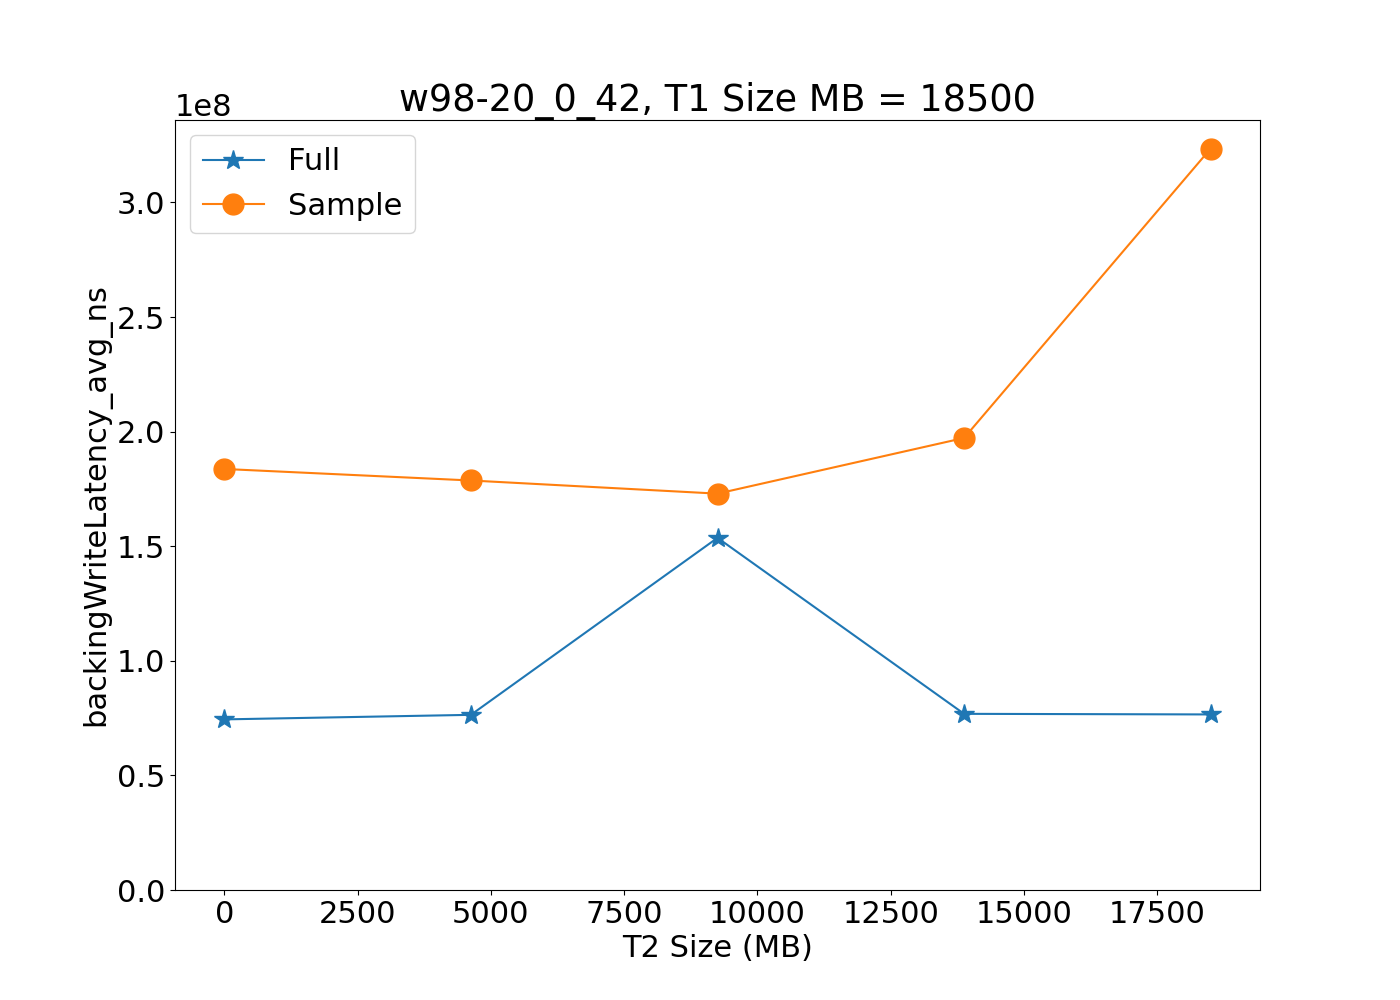 w98-20_0_42, T1 Size MB = 18500
1e8
Full
Sample
3.0
2.5
2.0
1.5
1.0
0.5
0.0
backingWriteLatency_avg_ns
0 2500 5000 7500 10000 12500 15000 17500
T2 Size (MB)